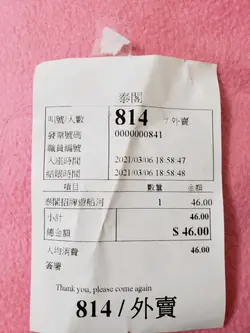 泰閣
叫號/人數 814 / 外賣
發票號碼 0000000841
職員編號
入座時間 2021/03/06 18:58:47
結賬時間 2021/03/06 18:58:48
項目 數量 金額
泰閣招牌遊船河 1 46.00
小計 46.00
總金額 $ 46.00
人均消費 46.00
簽署
Thank you, please come again
814 / 外賣